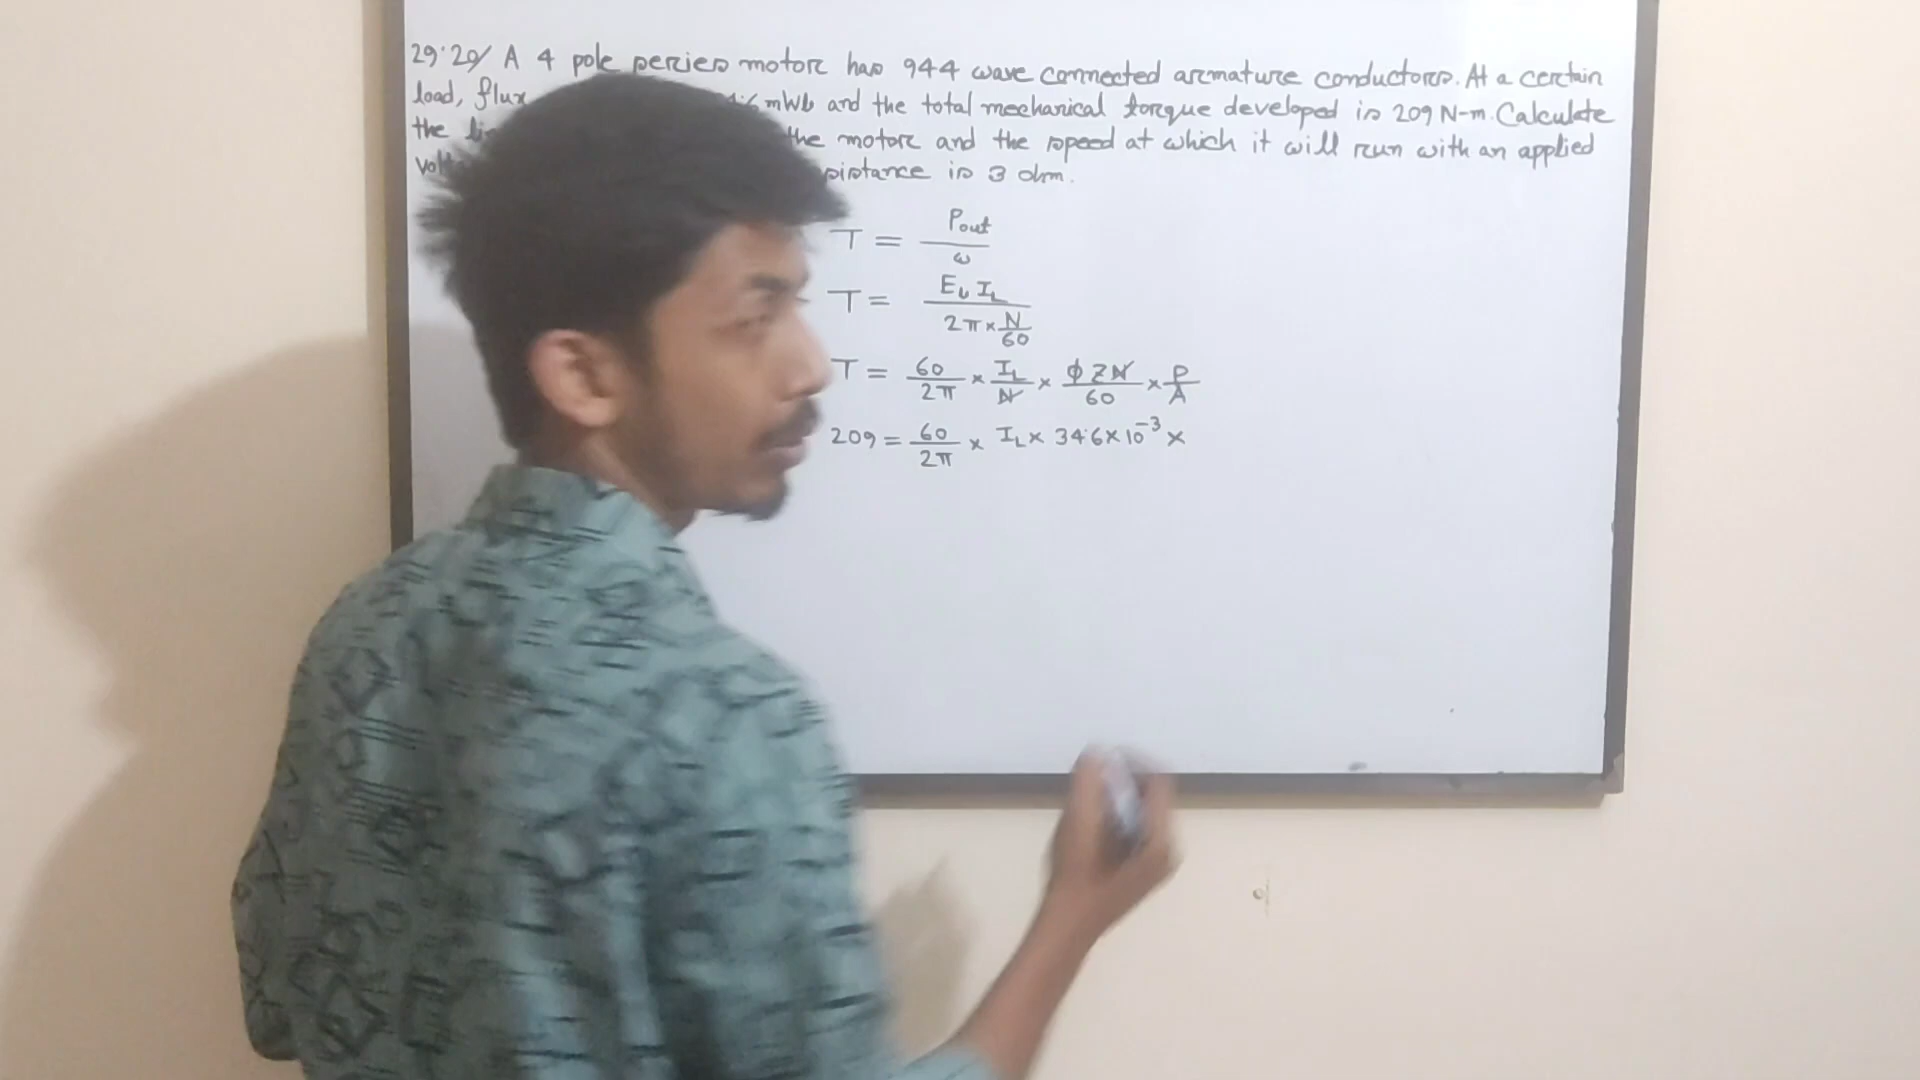 29.20/ A 4 pole series motor has 944 wave connected armature conductors. At a certain
load, flux mWb and the total mechanical torque developed is 209 N-m. Calculate
the the motor and the speed at which it will run with an applied
is 3 ohm.
T = Pout / ω
T = Eb IL / 2π × N/60
T = 60/2π × IL/N × φZN/60 × P/A
209 = 60/2π × IL × 34.6 × 10^-3 ×